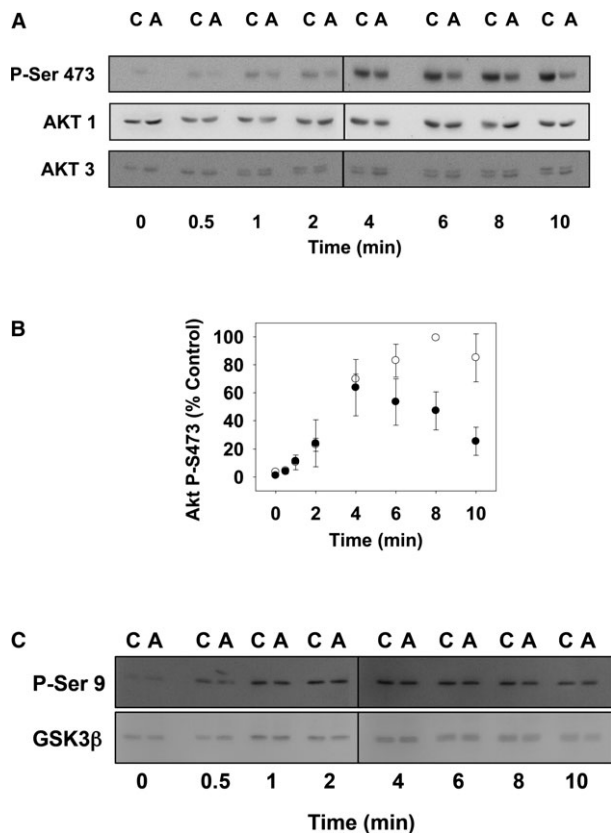 A
C A C A C A C A C A C A C A C A
P-Ser 473
AKT 1
AKT 3
0 0.5 1 2 4 6 8 10
Time (min)
B
Akt P-S473 (% Control)
100
80
60
40
20
0
0 2 4 6 8 10
Time (min)
C
C A C A C A C A C A C A C A C A
P-Ser 9
GSK3β
0 0.5 1 2 4 6 8 10
Time (min)